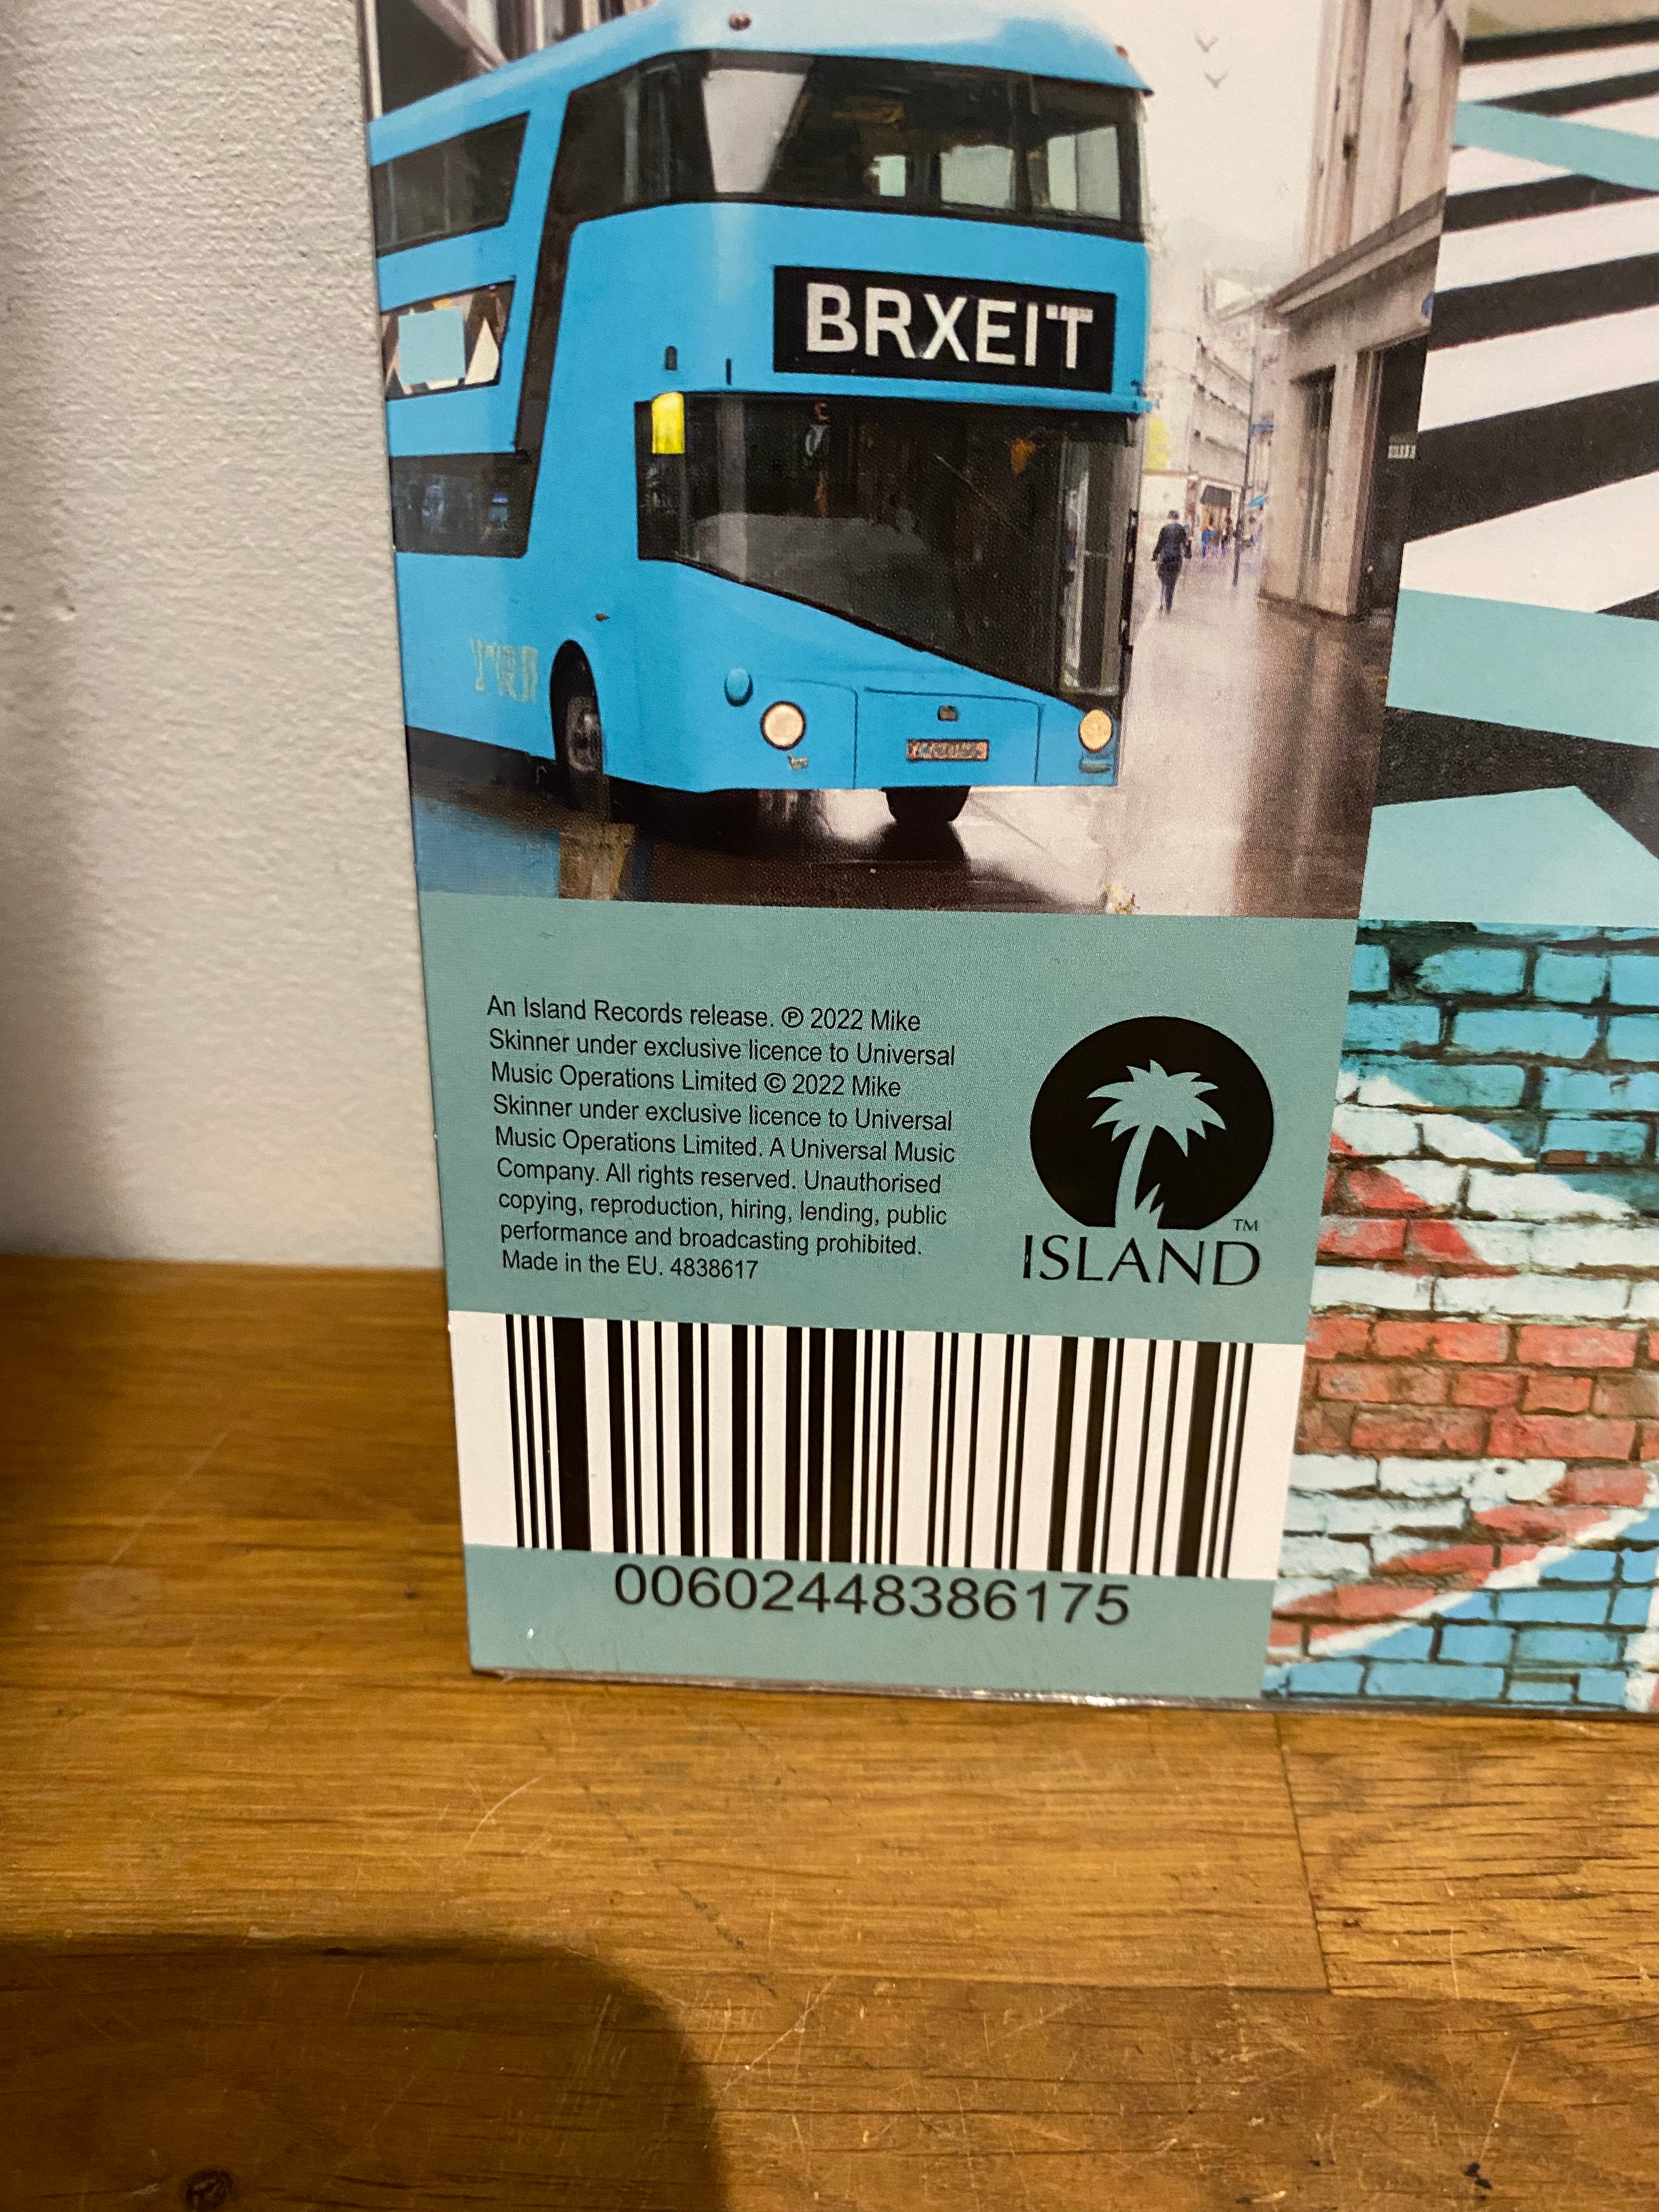 BRXEIT
An Island Records release. ℗ 2022 Mike
Skinner under exclusive licence to Universal
Music Operations Limited © 2022 Mike
Skinner under exclusive licence to Universal
Music Operations Limited. A Universal Music
Company. All rights reserved. Unauthorised
copying, reproduction, hiring, lending, public
performance and broadcasting prohibited.
Made in the EU. 4838617
TM
ISLAND
00602448386175